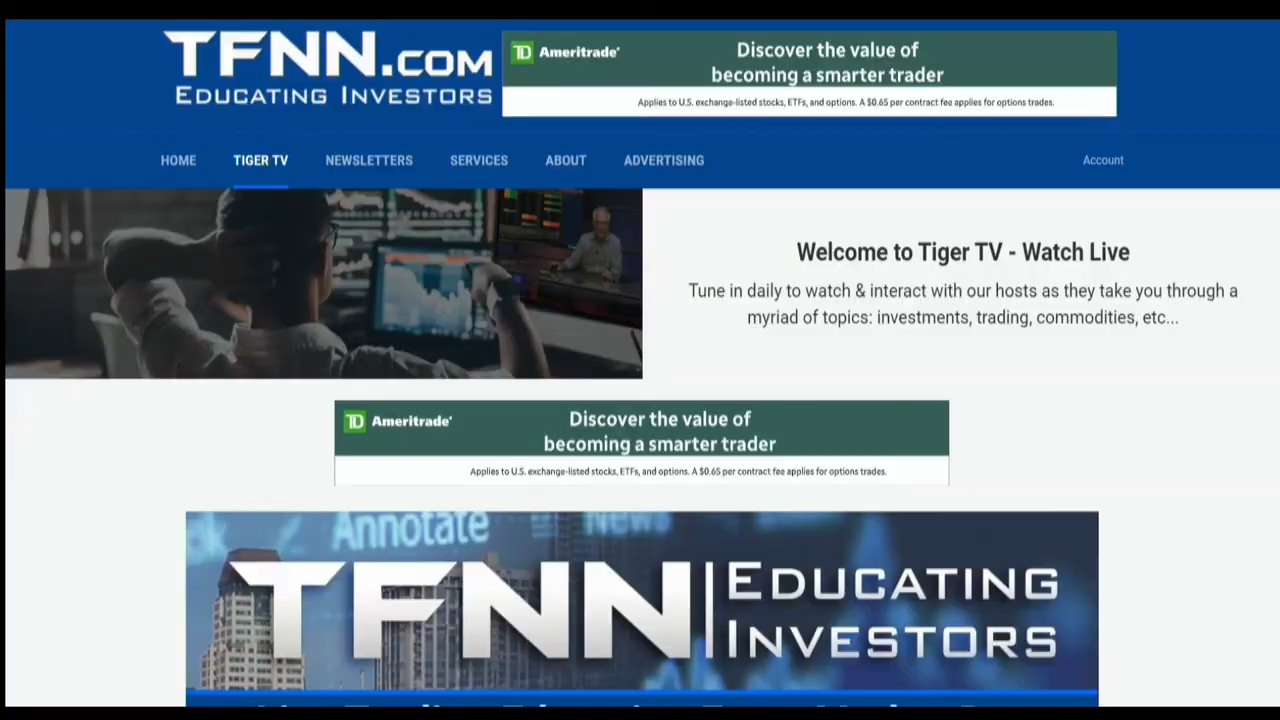 TFNN.COM
EDUCATING INVESTORS
TD Ameritrade
Discover the value of
becoming a smarter trader
Applies to U.S. exchange-listed stocks, ETFs, and options. A $0.65 per contract fee applies for options trades.
HOME TIGER TV NEWSLETTERS SERVICES ABOUT ADVERTISING Account
Welcome to Tiger TV - Watch Live
Tune in daily to watch & interact with our hosts as they take you through a
myriad of topics: investments, trading, commodities, etc...
TD Ameritrade
Discover the value of
becoming a smarter trader
Applies to U.S. exchange-listed stocks, ETFs, and options. A $0.65 per contract fee applies for options trades.
Annotate News
TFNN EDUCATING
INVESTORS